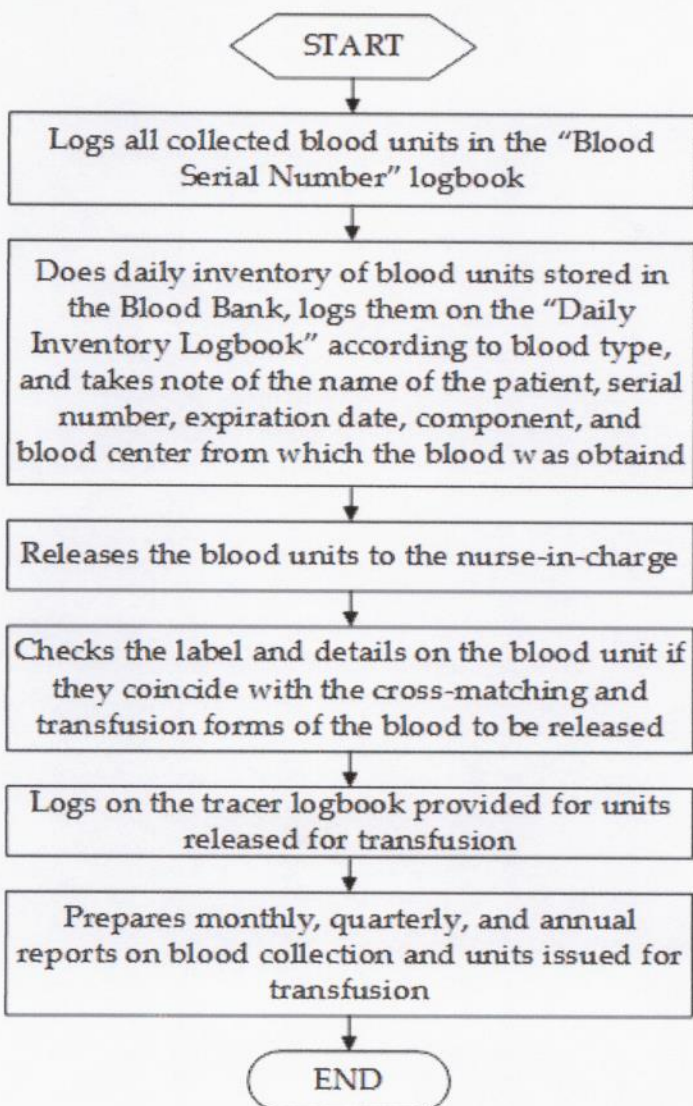 START
Logs all collected blood units in the “Blood
Serial Number” logbook
Does daily inventory of blood units stored in
the Blood Bank, logs them on the “Daily
Inventory Logbook” according to blood type,
and takes note of the name of the patient, serial
number, expiration date, component, and
blood center from which the blood was obtaind
Releases the blood units to the nurse-in-charge
Checks the label and details on the blood unit if
they coincide with the cross-matching and
transfusion forms of the blood to be released
Logs on the tracer logbook provided for units
released for transfusion
Prepares monthly, quarterly, and annual
reports on blood collection and units issued for
transfusion
END